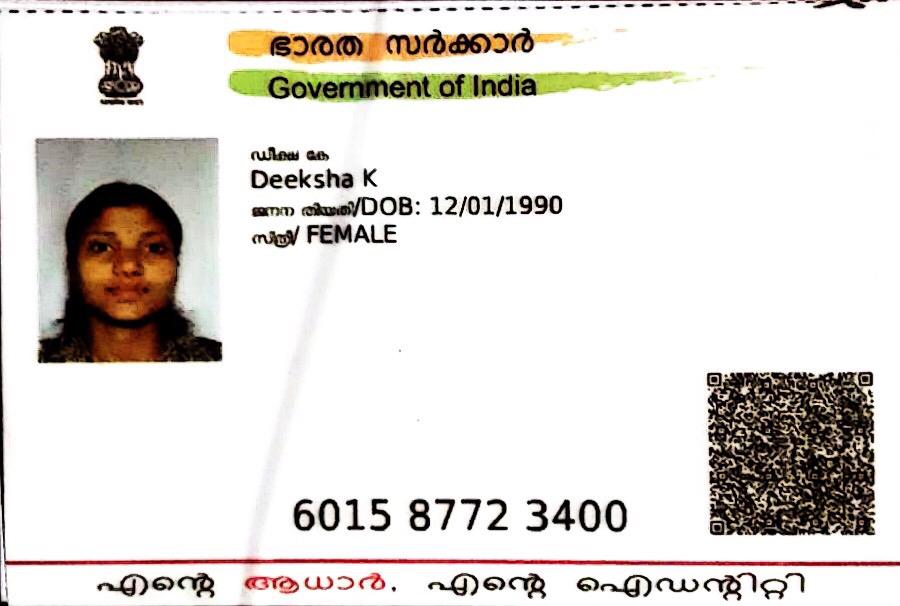 ഭാരത സർക്കാർ
Government of India
ഡീക്ഷ കേ
Deeksha K
ജനന തിയതി/DOB: 12/01/1990
സ്ത്രീ/ FEMALE
6015 8772 3400
എന്റെ ആധാർ, എന്റെ ഐഡന്റിറ്റി